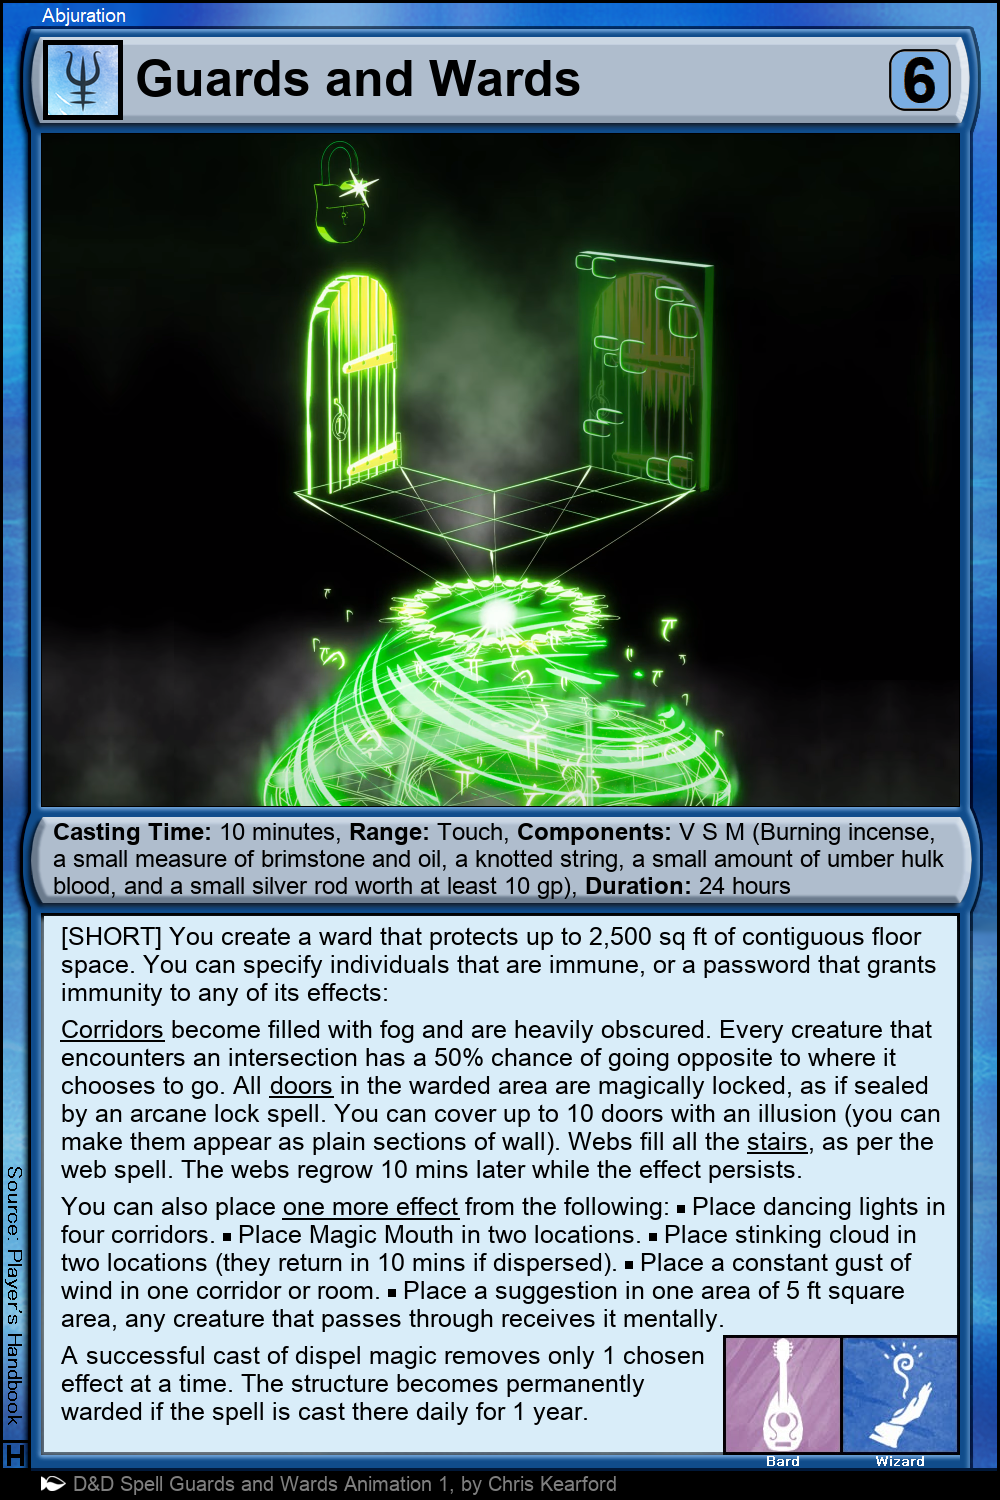 Abjuration
Guards and Wards
6
Casting Time: 10 minutes, Range: Touch, Components: V S M (Burning incense,
a small measure of brimstone and oil, a knotted string, a small amount of umber hulk
blood, and a small silver rod worth at least 10 gp), Duration: 24 hours
[SHORT] You create a ward that protects up to 2,500 sq ft of contiguous floor
space. You can specify individuals that are immune, or a password that grants
immunity to any of its effects:
Corridors become filled with fog and are heavily obscured. Every creature that
encounters an intersection has a 50% chance of going opposite to where it
chooses to go. All doors in the warded area are magically locked, as if sealed
by an arcane lock spell. You can cover up to 10 doors with an illusion (you can
make them appear as plain sections of wall). Webs fill all the stairs, as per the
web spell. The webs regrow 10 mins later while the effect persists.
You can also place one more effect from the following: ▪ Place dancing lights in
four corridors. ▪ Place Magic Mouth in two locations. ▪ Place stinking cloud in
two locations (they return in 10 mins if dispersed). ▪ Place a constant gust of
wind in one corridor or room. ▪ Place a suggestion in one area of 5 ft square
area, any creature that passes through receives it mentally.
A successful cast of dispel magic removes only 1 chosen
effect at a time. The structure becomes permanently
warded if the spell is cast there daily for 1 year.
Bard
Wizard
Source: Player's Handbook
H
D&D Spell Guards and Wards Animation 1, by Chris Kearford